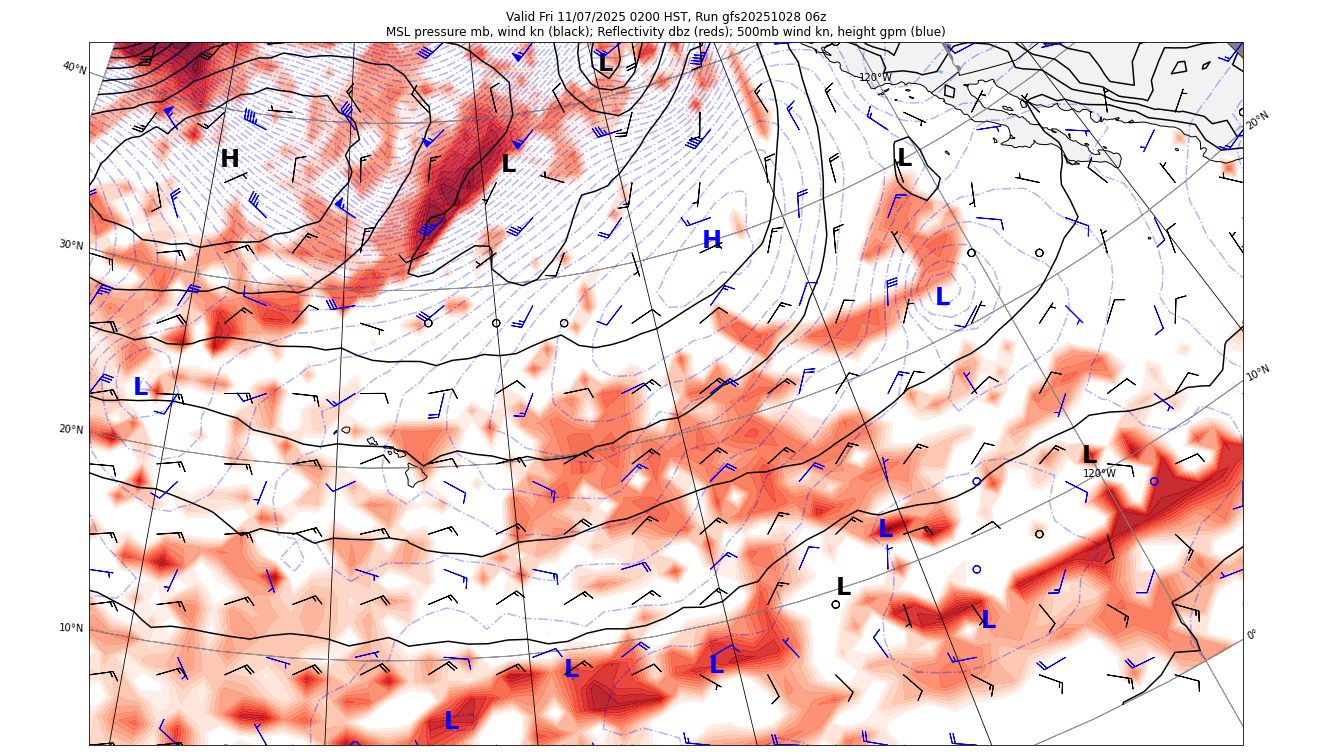 Valid Fri 11/07/2025 0200 HST, Run gfs20251028 06z
MSL pressure mb, wind kn (black); Reflectivity dbz (reds); 500mb wind kn, height gpm (blue)
L
40°N
120°W
20°N
H
L
L
30°N
H
L
10°N
L
20°N
L
120°W
L
L
10°N
L
0°
L
L
L